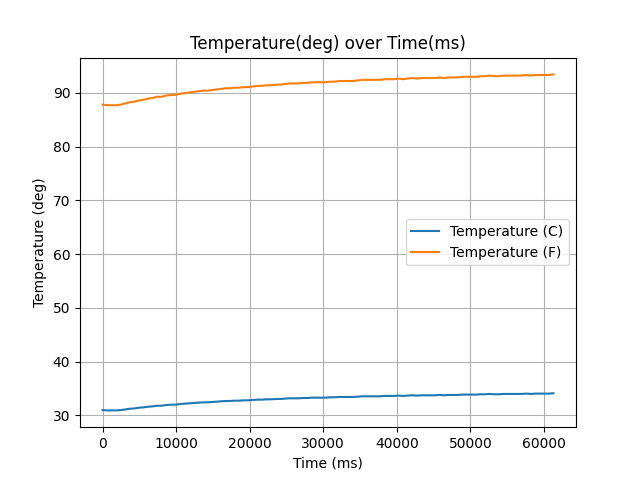 Temperature(deg) over Time(ms)
90
80
70
60
50
40
30
Temperature (deg)
Temperature (C)
Temperature (F)
0 10000 20000 30000 40000 50000 60000
Time (ms)